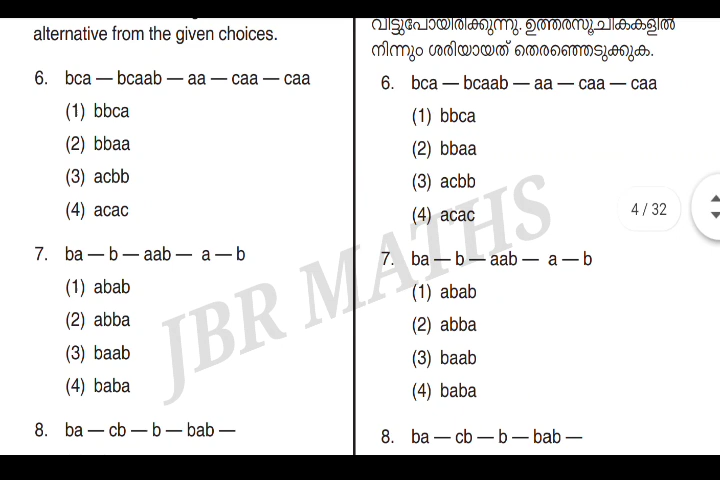 alternative from the given choices.
6. bca — bcaab — aa — caa — caa
(1) bbca
(2) bbaa
(3) acbb
(4) acac
7. ba — b — aab — a — b
(1) abab
(2) abba
(3) baab
(4) baba
8. ba — cb — b — bab —
വിട്ടുപോയിരിക്കുന്നു. ഉത്തരസൂചികകളിൽ
നിന്നും ശരിയായത് തെരഞ്ഞെടുക്കുക.
6. bca — bcaab — aa — caa — caa
(1) bbca
(2) bbaa
(3) acbb
(4) acac
7. ba — b — aab — a — b
(1) abab
(2) abba
(3) baab
(4) baba
8. ba — cb — b — bab —
4 / 32
JBR MATHS